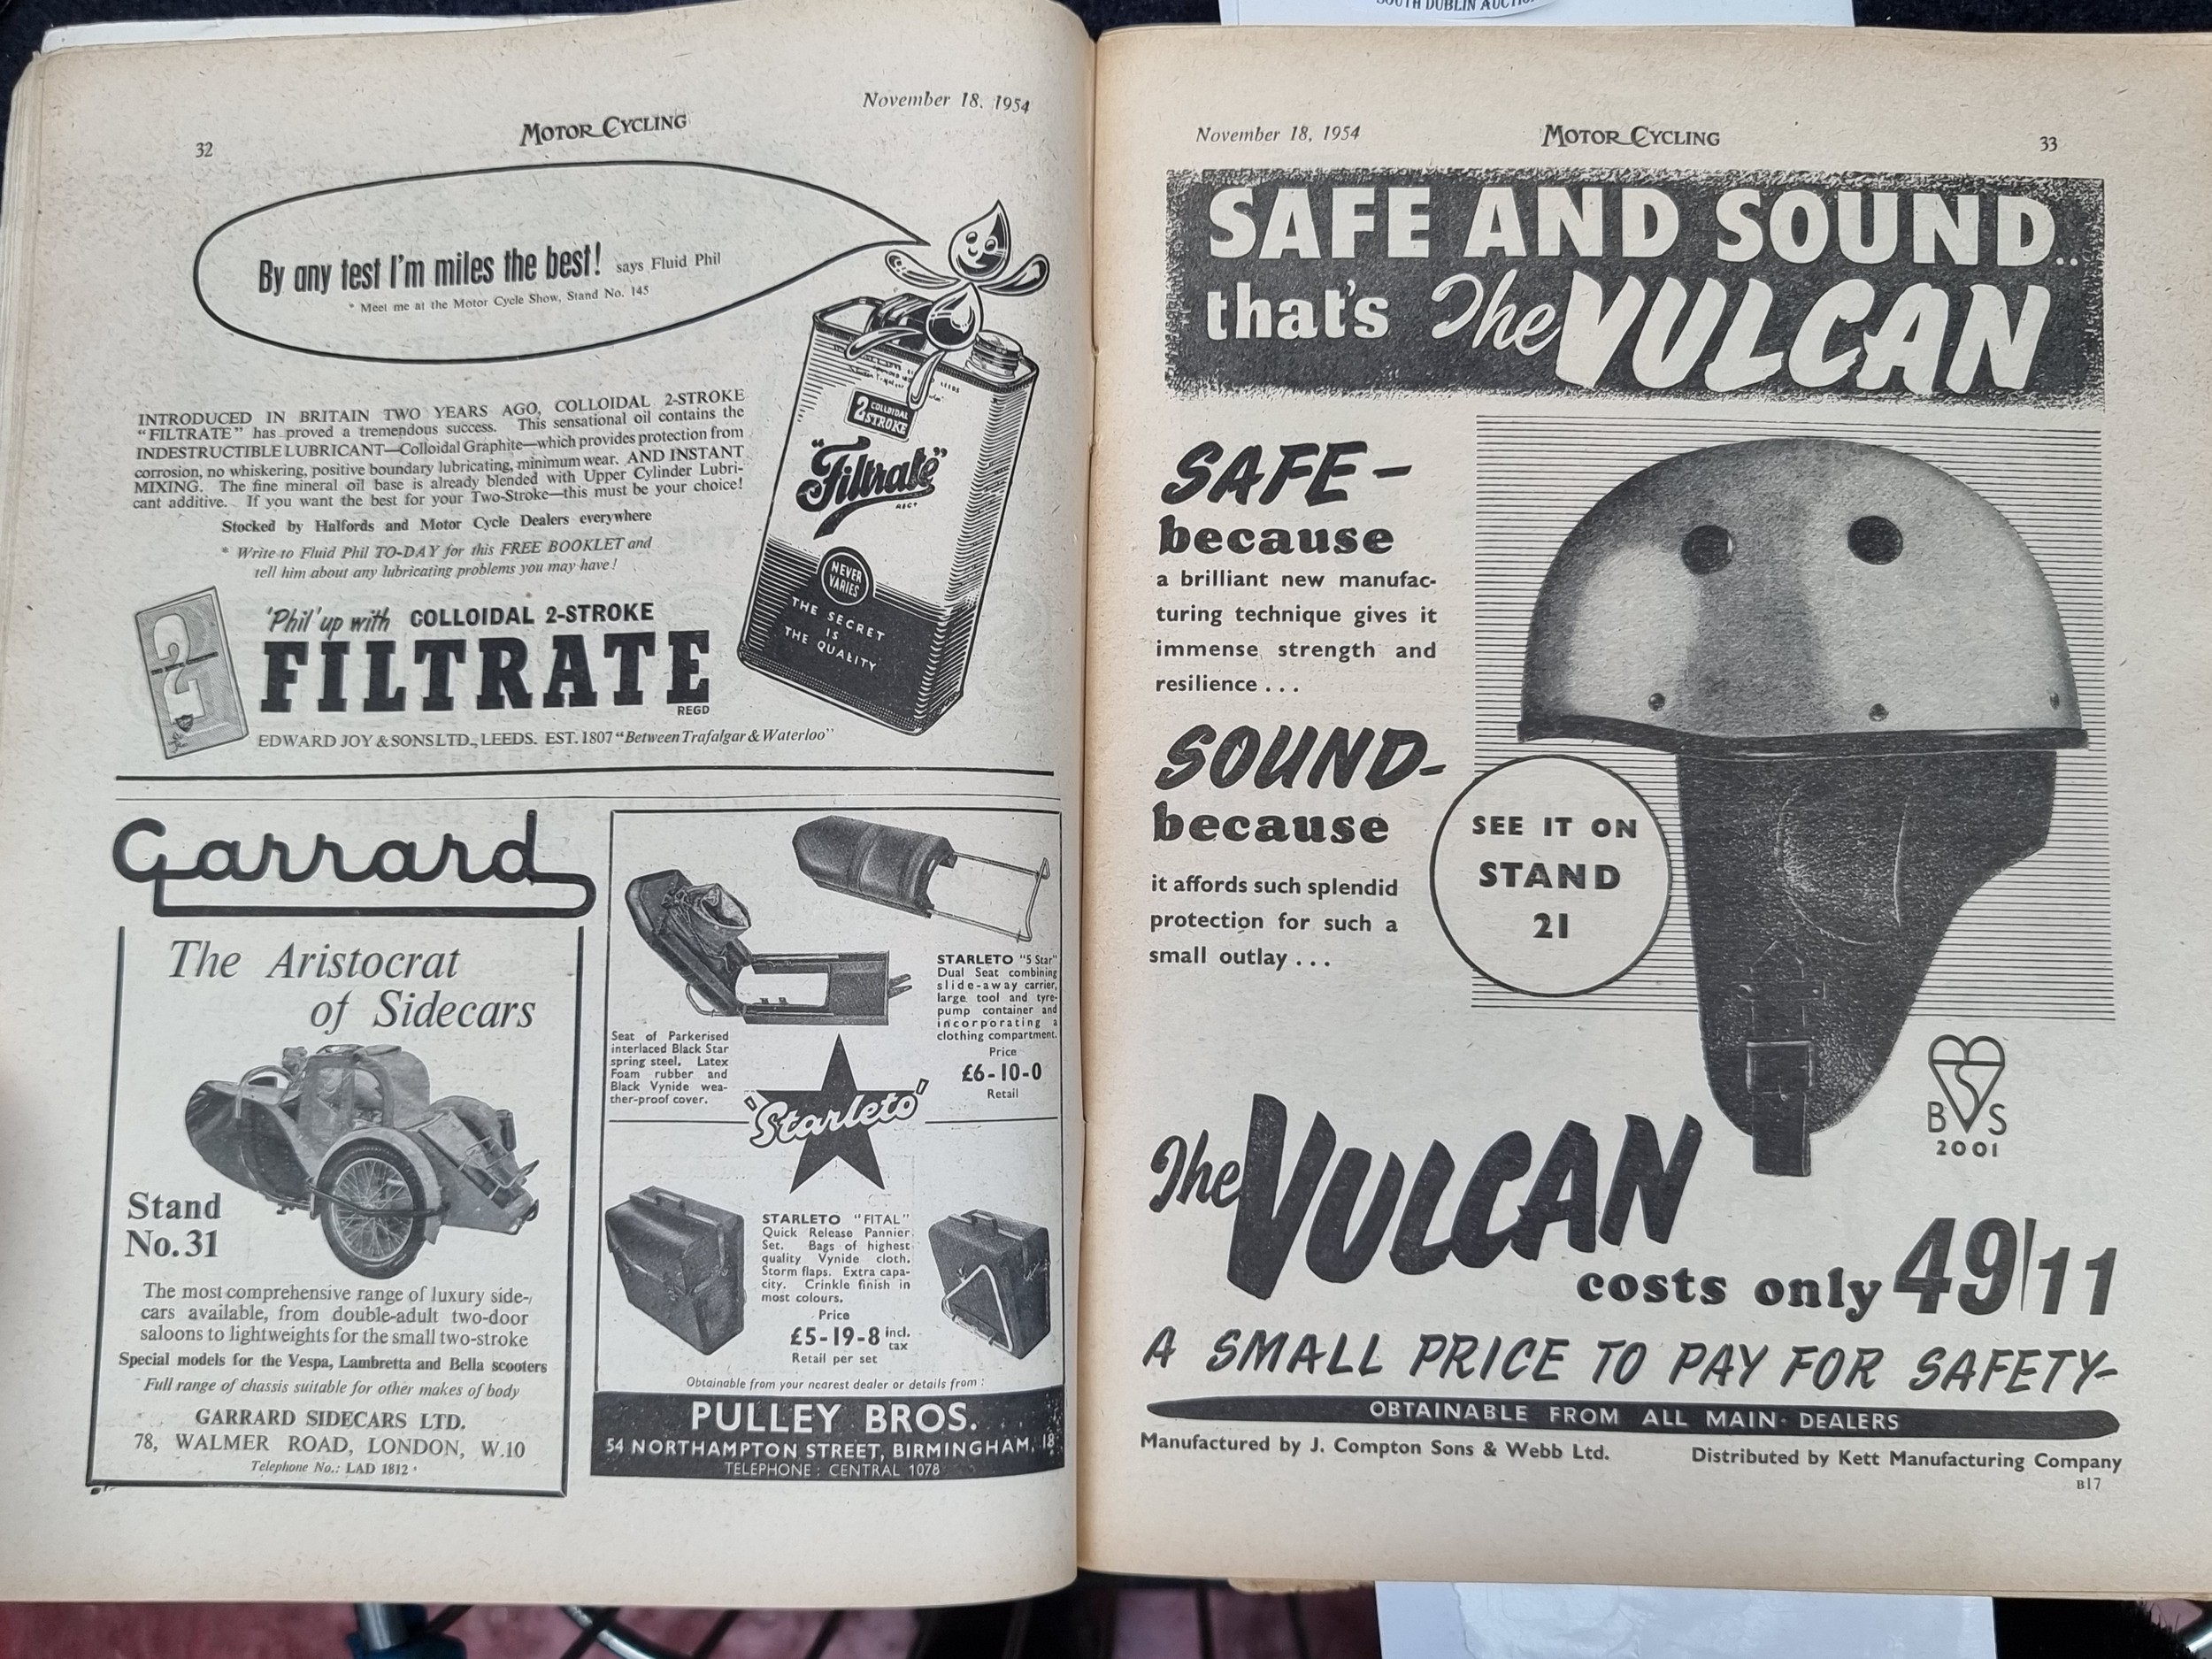 SOUTH DUBLIN AUCTIO
November 18, 1954
MOTOR CYCLING
32
By any test I'm miles the best! says Fluid Phil
* Meet me at the Motor Cycle Show, Stand No. 145
INTRODUCED IN BRITAIN TWO YEARS AGO, COLLOIDAL 2-STROKE
"FILTRATE" has proved a tremendous success. This sensational oil contains the
INDESTRUCTIBLE LUBRICANT—Colloidal Graphite—which provides protection from
corrosion, no whiskering, positive boundary lubricating, minimum wear. AND INSTANT
MIXING. The fine mineral oil base is already blended with Upper Cylinder Lubri-
cant additive. If you want the best for your Two-Stroke—this must be your choice!
Stocked by Halfords and Motor Cycle Dealers everywhere
* Write to Fluid Phil TO-DAY for this FREE BOOKLET and
tell him about any lubricating problems you may have!
2 COLLOIDAL
STROKE
"Filtrate"
REGD
NEVER
VARIES
THE SECRET
IS
THE QUALITY
2
'Phil' up with COLLOIDAL 2-STROKE
FILTRATE
REGD
EDWARD JOY & SONS LTD., LEEDS. EST. 1807 "Between Trafalgar & Waterloo"
Garrard
The Aristocrat
of Sidecars
Stand
No. 31
The most comprehensive range of luxury side-
cars available, from double-adult two-door
saloons to lightweights for the small two-stroke
Special models for the Vespa, Lambretta and Bella scooters
Full range of chassis suitable for other makes of body
GARRARD SIDECARS LTD.
78, WALMER ROAD, LONDON, W.10
Telephone No.: LAD 1812
STARLETO "5 Star"
Dual Seat combining
slide-away carrier,
large tool and tyre-
pump container and
incorporating a
clothing compartment.
Price
£6-10-0
Retail
Seat of Parkerised
interlaced Black Star
spring steel. Latex
Foam rubber and
Black Vynide wea-
ther-proof cover.
'Starleto'
STARLETO "FITAL"
Quick Release Pannier
Set. Bags of highest
quality Vynide cloth.
Storm flaps. Extra capa-
city. Crinkle finish in
most colours.
Price
£5-19-8 incl. tax
Retail per set
Obtainable from your nearest dealer or details from:
PULLEY BROS.
54 NORTHAMPTON STREET, BIRMINGHAM, 18
TELEPHONE: CENTRAL 1078
November 18, 1954
MOTOR CYCLING
33
SAFE AND SOUND..
that's The VULCAN
SAFE-
because
a brilliant new manufac-
turing technique gives it
immense strength and
resilience . . .
SOUND-
because
it affords such splendid
protection for such a
small outlay . . .
SEE IT ON
STAND
21
B S
2001
The VULCAN
costs only 49/11
A SMALL PRICE TO PAY FOR SAFETY-
OBTAINABLE FROM ALL MAIN DEALERS
Manufactured by J. Compton Sons & Webb Ltd. Distributed by Kett Manufacturing Company
B17